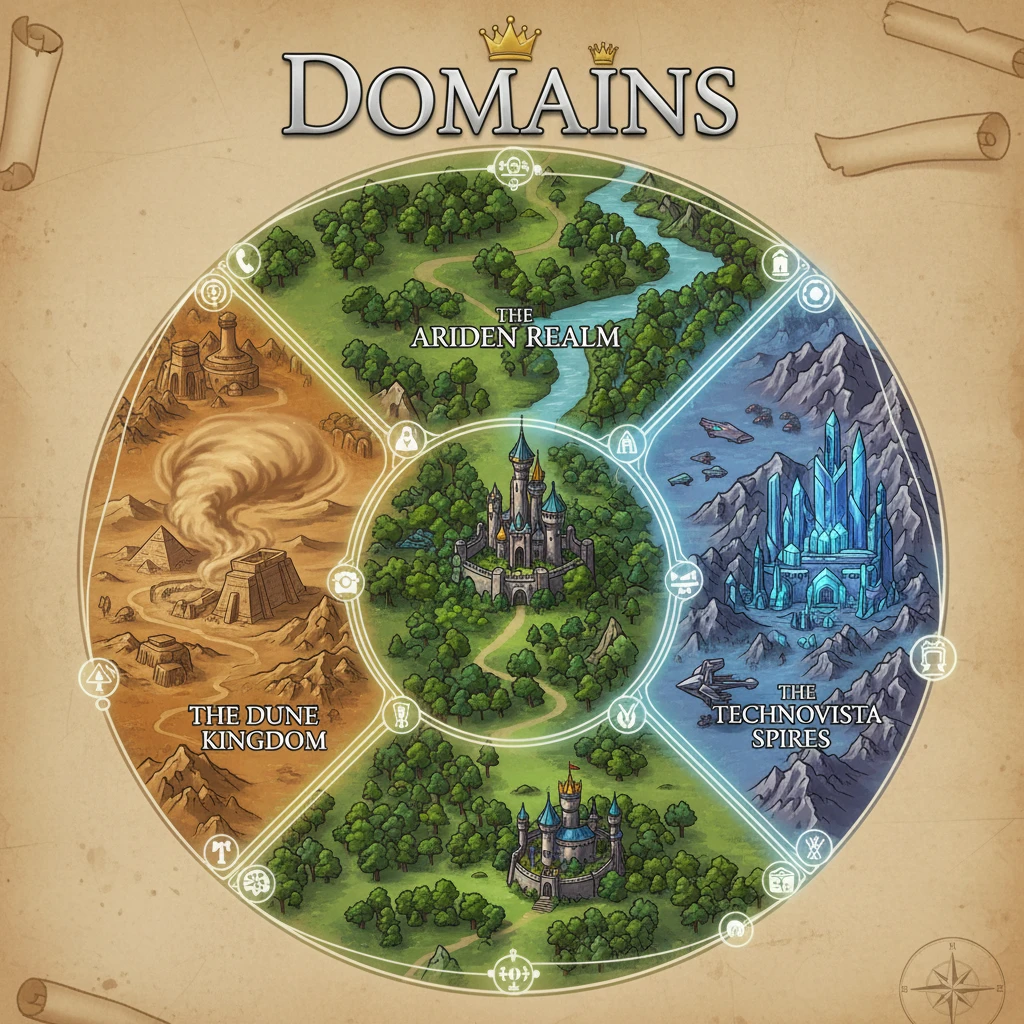 DOMAINS
THE
ARIDEN REALM
THE DUNE
KINGDOM
THE
TECHNOVISTA
SPIRES